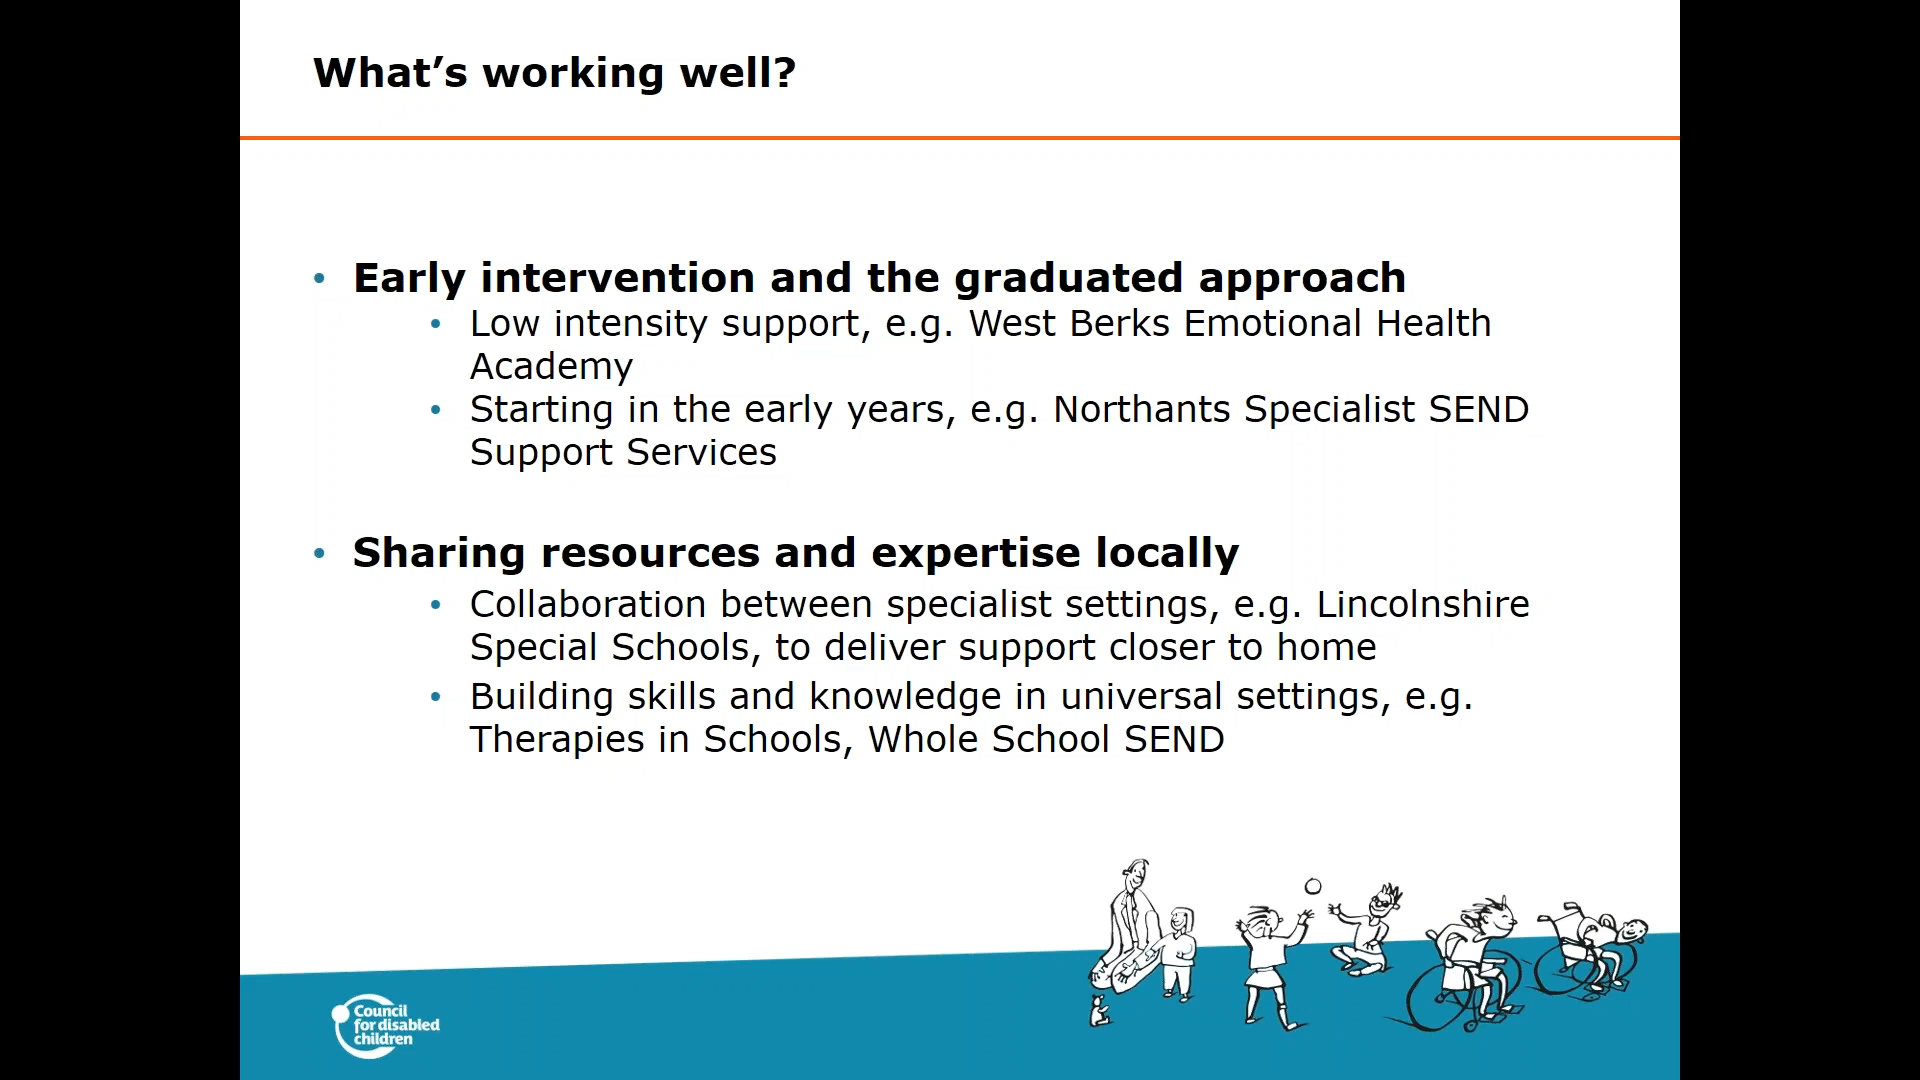 What’s working well?
• Early intervention and the graduated approach
• Low intensity support, e.g. West Berks Emotional Health
Academy
• Starting in the early years, e.g. Northants Specialist SEND
Support Services
• Sharing resources and expertise locally
• Collaboration between specialist settings, e.g. Lincolnshire
Special Schools, to deliver support closer to home
• Building skills and knowledge in universal settings, e.g.
Therapies in Schools, Whole School SEND
Council
for disabled
children